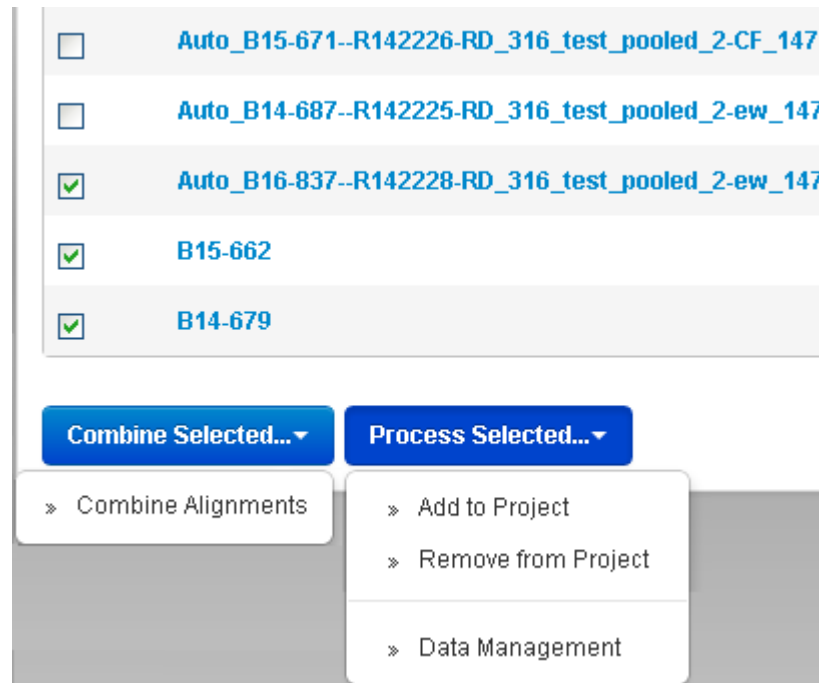 Auto_B15-671--R142226-RD_316_test_pooled_2-CF_147
Auto_B14-687--R142225-RD_316_test_pooled_2-ew_147
Auto_B16-837--R142228-RD_316_test_pooled_2-ew_147
B15-662
B14-679
Combine Selected... Process Selected...
» Combine Alignments
» Add to Project
» Remove from Project
» Data Management